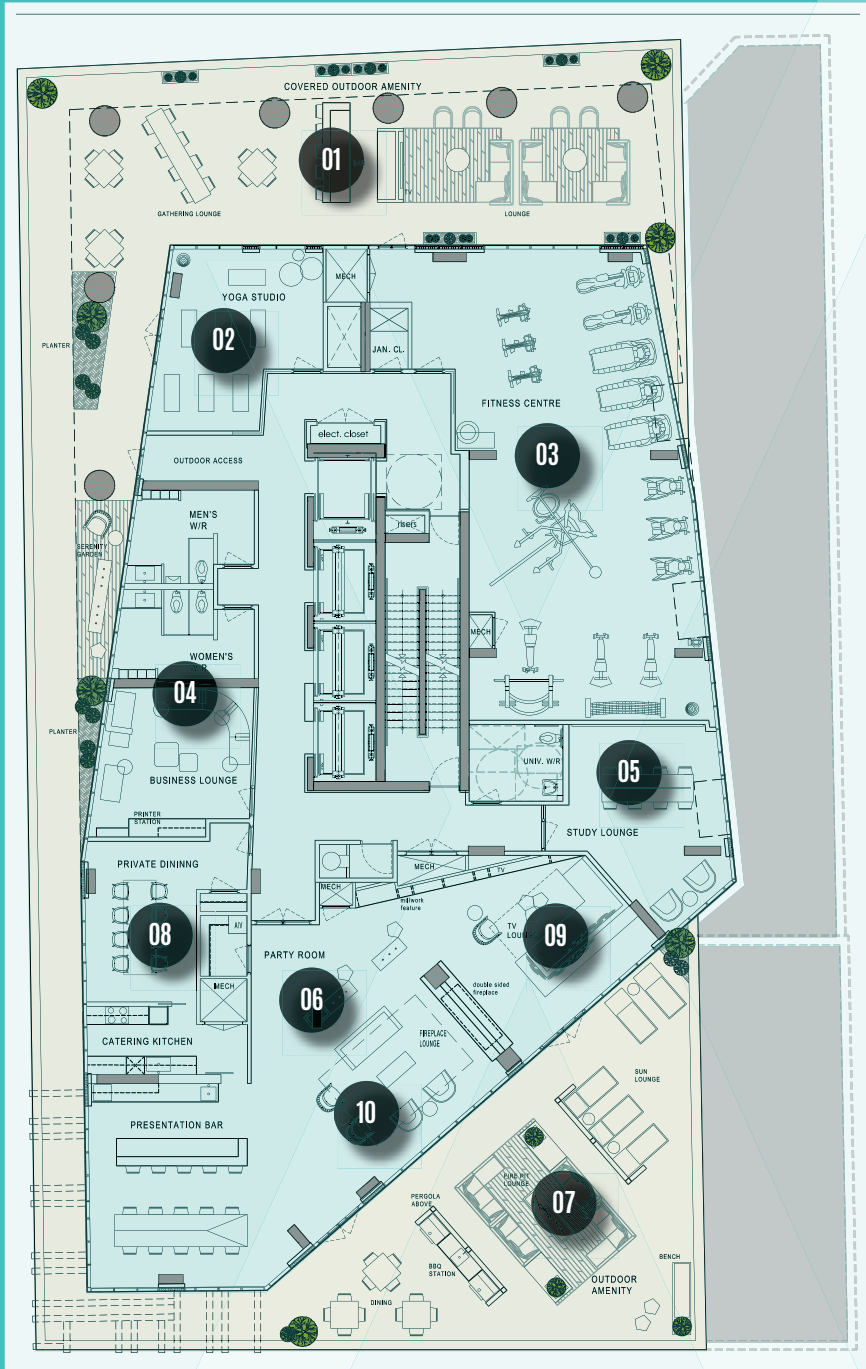 COVERED OUTDOOR AMENITY
01
TV
GATHERING LOUNGE
LOUNGE
MECH
YOGA STUDIO
02
PLANTER
JAN. CL.
FITNESS CENTRE
elect. closet
03
OUTDOOR ACCESS
MEN'S
W/R
risers
SERENITY
GARDEN
MECH
WOMEN'S
04
PLANTER
UNIV. W/R
05
BUSINESS LOUNGE
PRINTER
STATION
STUDY LOUNGE
PRIVATE DINING
MECH
TV
MECH
millwork
feature
A/V
08
TV
09
PARTY ROOM
MECH
double sided
fireplace
06
FIREPLACE
LOUNGE
CATERING KITCHEN
SUN
LOUNGE
10
PRESENTATION BAR
FIRE PIT
LOUNGE
07
PERGOLA
ABOVE
BBQ
STATION
BENCH
OUTDOOR
AMENITY
DINING